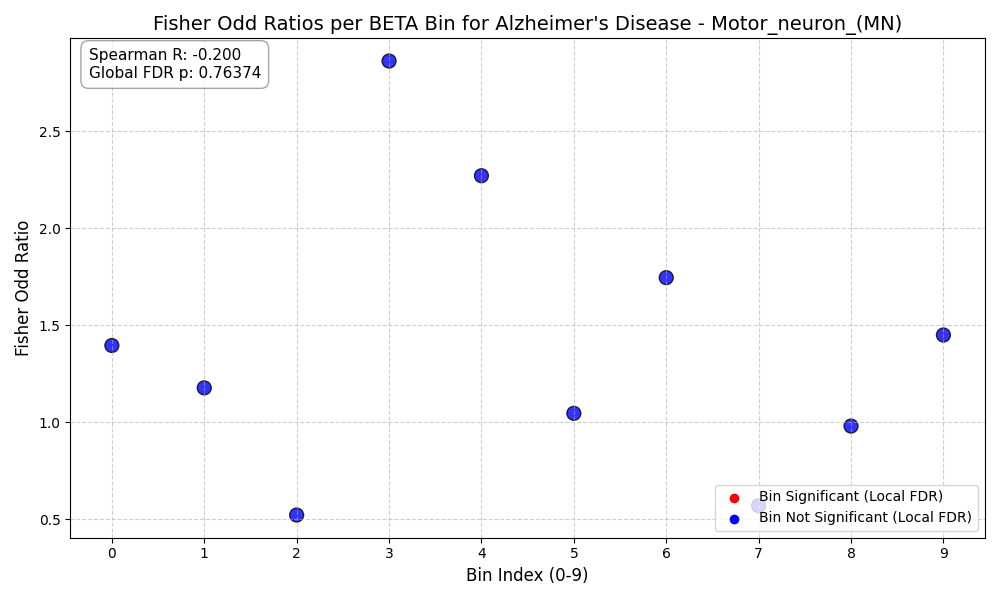 Fisher Odd Ratios per BETA Bin for Alzheimer's Disease - Motor_neuron_(MN)
Spearman R: -0.200
Global FDR p: 0.76374
Fisher Odd Ratio
2.5
2.0
1.5
1.0
0.5
Bin Significant (Local FDR)
Bin Not Significant (Local FDR)
0 1 2 3 4 5 6 7 8 9
Bin Index (0-9)